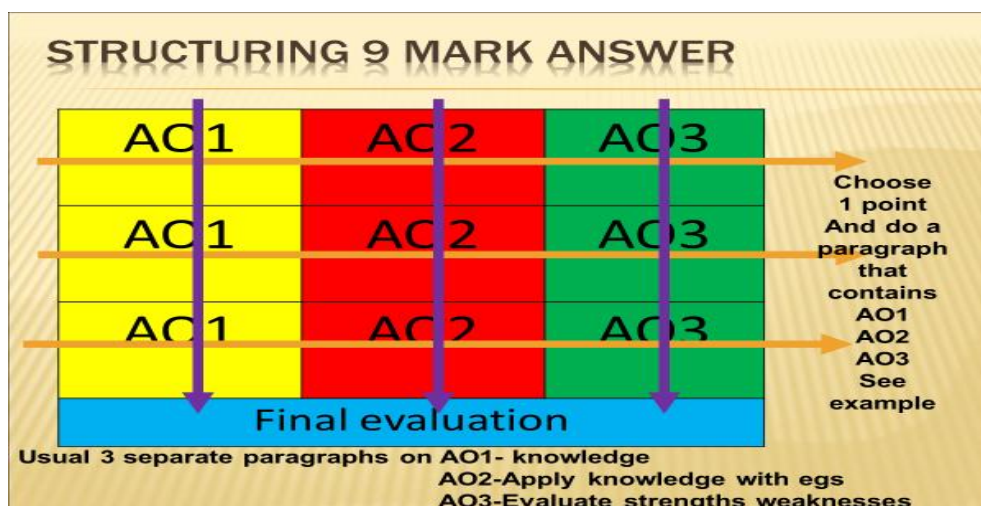 STRUCTURING 9 MARK ANSWER
AO1 AO2 AO3
AO1 AO2 AO3
AO1 AO2 AO3
Final evaluation
Choose
1 point
And do a
paragraph
that
contains
AO1
AO2
AO3
See
example
Usual 3 separate paragraphs on AO1- knowledge
AO2-Apply knowledge with egs
AO3-Evaluate strengths weaknesses